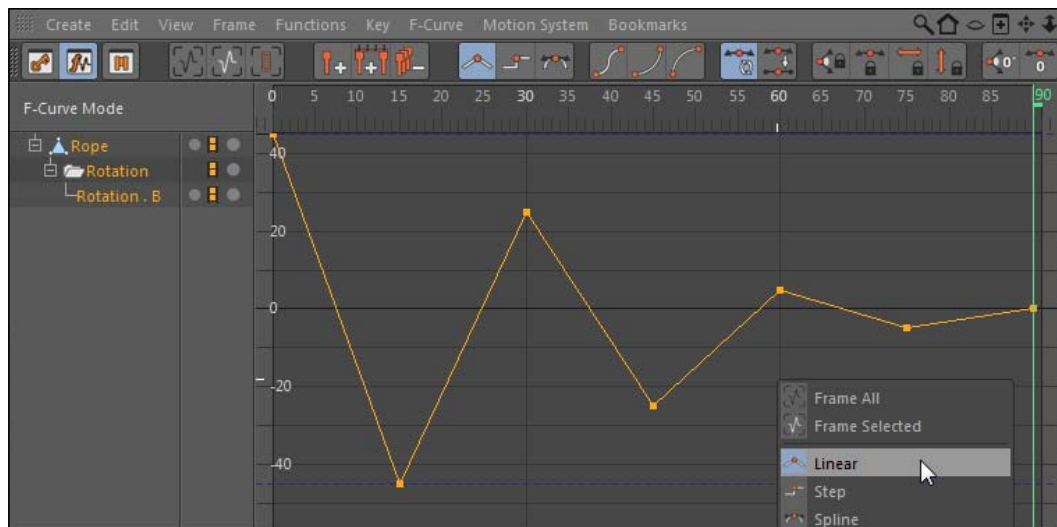 Create Edit View Frame Functions Key F-Curve Motion System Bookmarks
0°
0
F-Curve Mode
0 5 10 15 20 25 30 35 40 45 50 55 60 65 70 75 80 85 90
Rope
Rotation
Rotation . B
40
20
0
-20
-40
Frame All
Frame Selected
Linear
Step
Spline